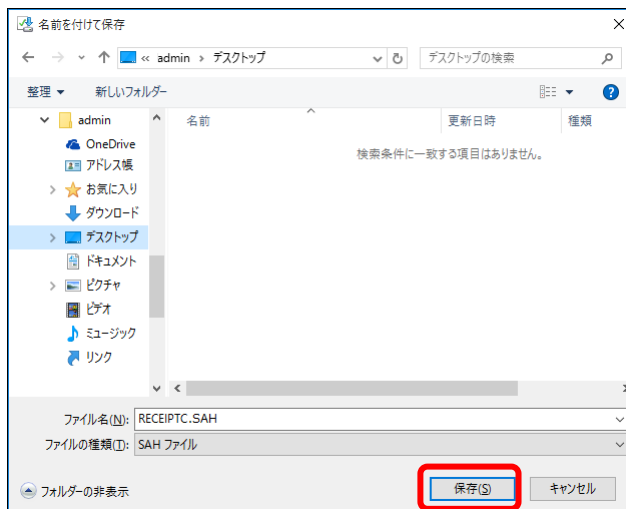 名前を付けて保存
« admin › デスクトップ
デスクトップの検索
整理 新しいフォルダー
名前 更新日時 種類
検索条件に一致する項目はありません。
admin
OneDrive
アドレス帳
お気に入り
ダウンロード
デスクトップ
ドキュメント
ピクチャ
ビデオ
ミュージック
リンク
ファイル名(N): RECEIPTC.SAH
ファイルの種類(T): SAH ファイル
フォルダーの非表示
保存(S) キャンセル